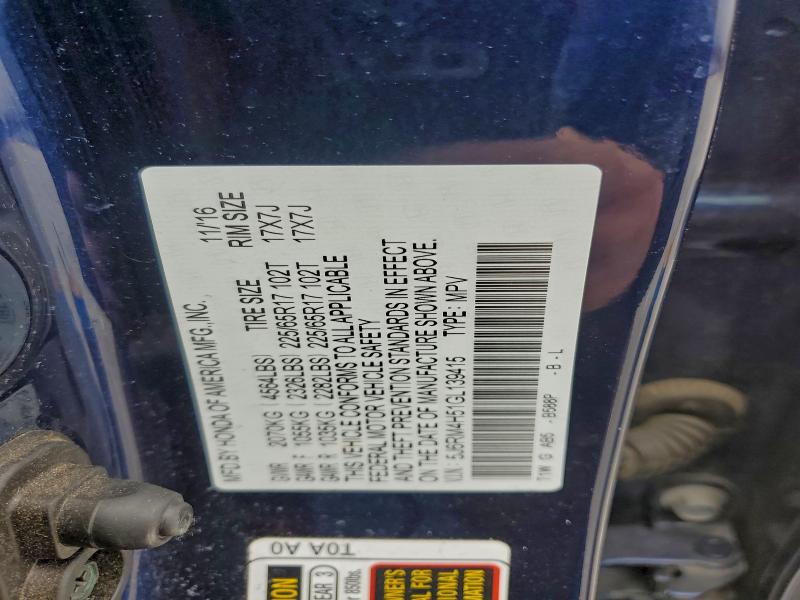 MFD.BY HONDA OF AMERICA MFG., INC. 11/16
TIRE SIZE RIM SIZE
GVWR 2070KG 4564LBS
GAWR F 1055KG 2326LBS 225/65R17 102T 17X7J
GAWR R 1035KG 2282LBS 225/65R17 102T 17X7J
THIS VEHICLE CONFORMS TO ALL APPLICABLE
FEDERAL MOTOR VEHICLE SAFETY
AND THEFT PREVENTION STANDARDS IN EFFECT
ON THE DATE OF MANUFACTURE SHOWN ABOVE.
V.I.N.: 5J6RM4H51GL139415 TYPE: MPV
T1W G AB5 -B588P -B-L
T0A A0